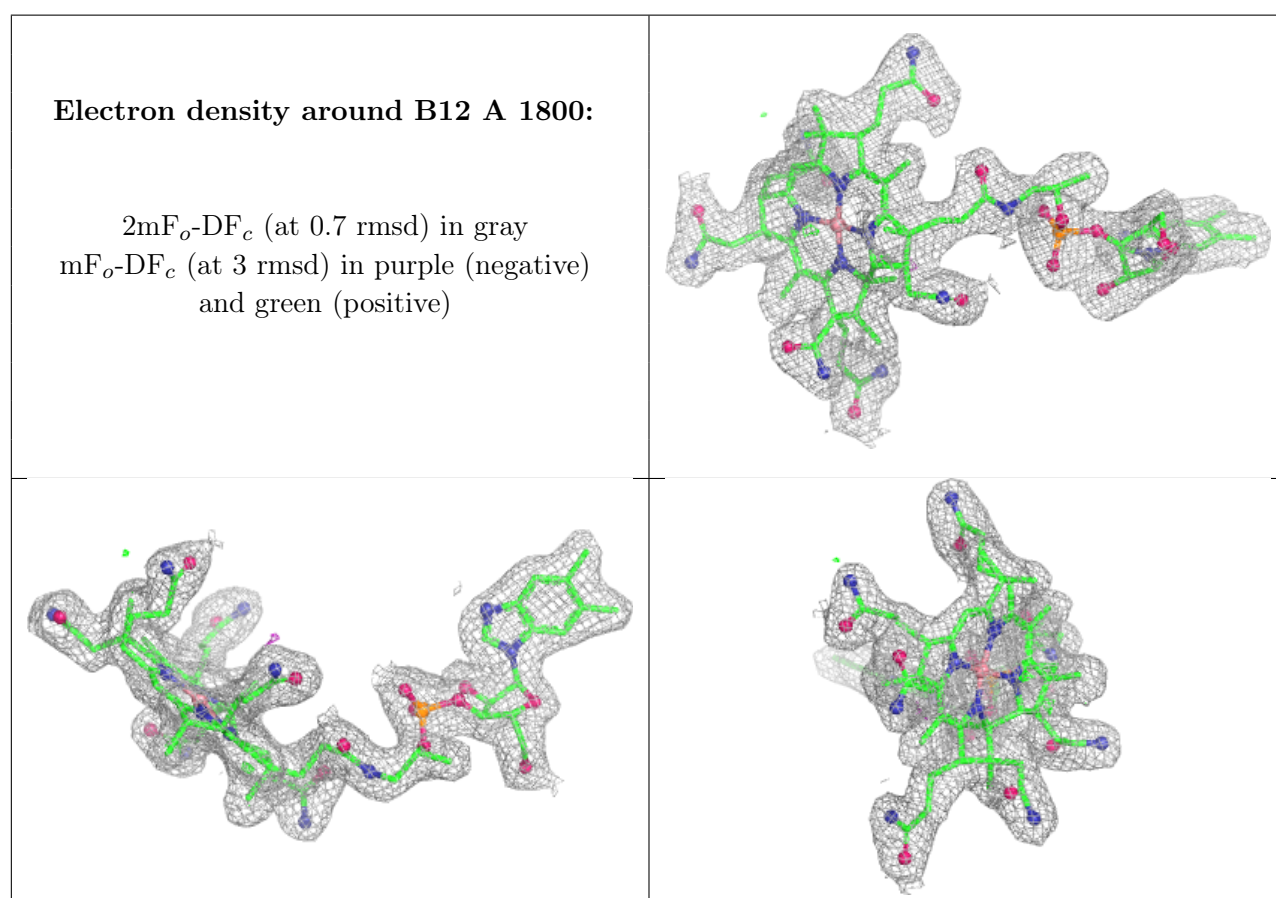 Electron density around B12 A 1800:
2mFo-DFc (at 0.7 rmsd) in gray
mFo-DFc (at 3 rmsd) in purple (negative)
and green (positive)